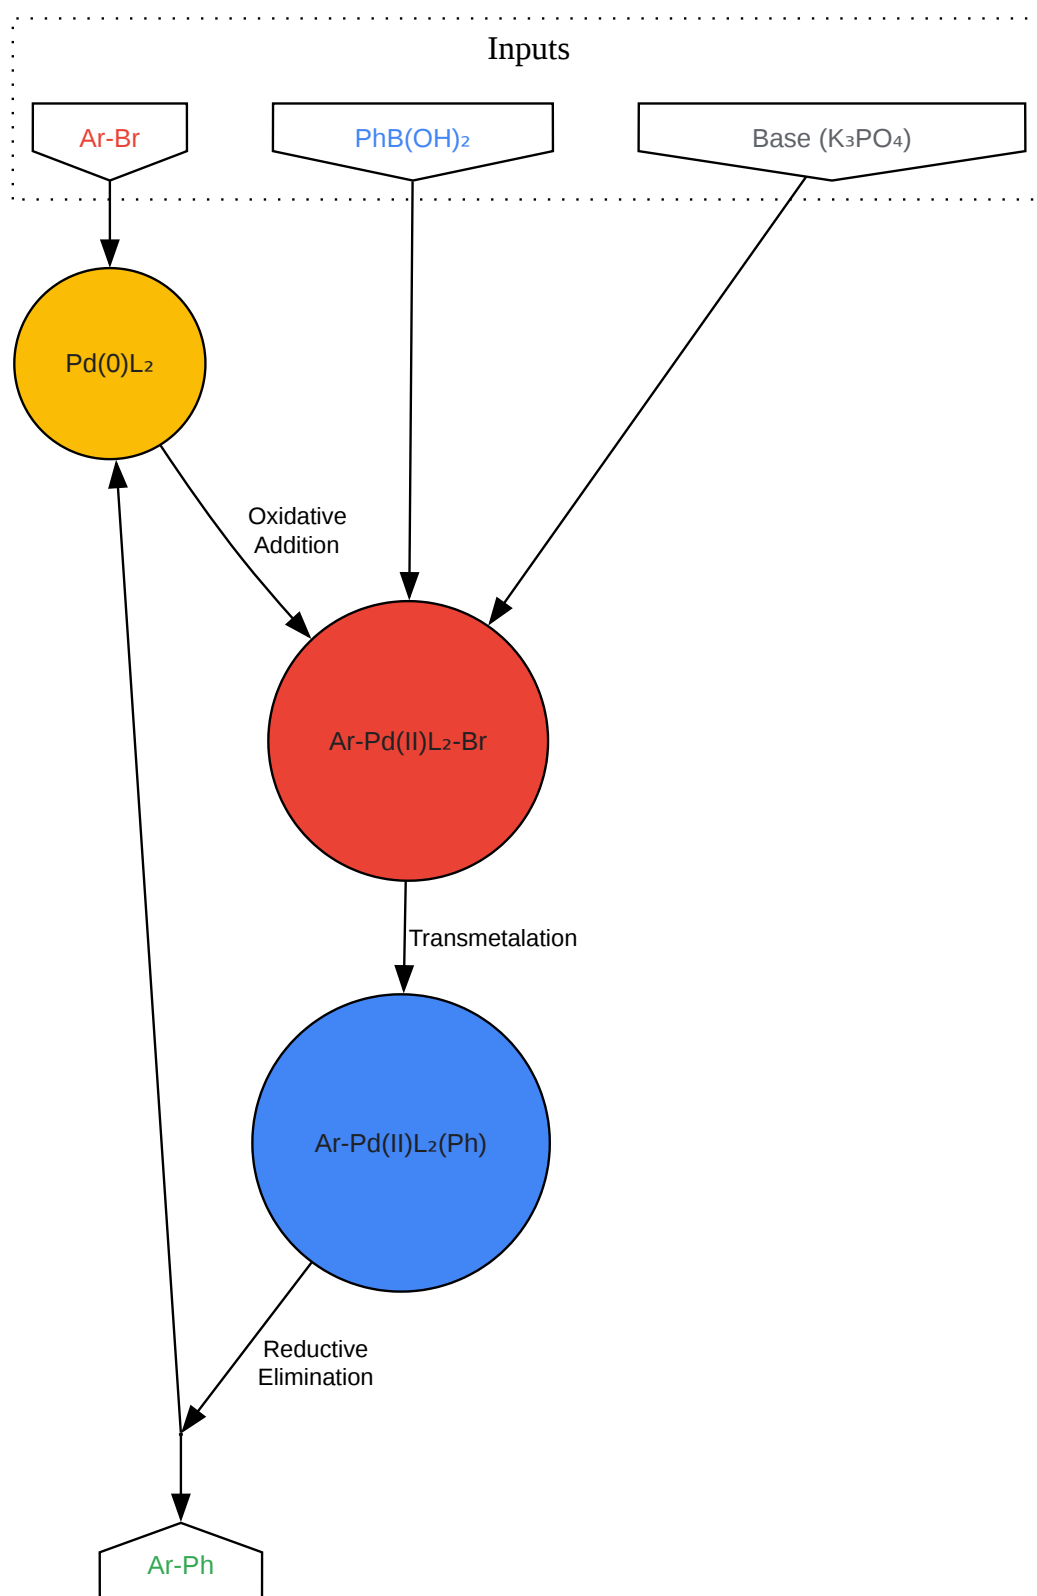 Inputs
Ar-Br
PhB(OH)₂
Base (K₃PO₄)
Pd(0)L₂
Oxidative
Addition
Ar-Pd(II)L₂-Br
Transmetalation
Ar-Pd(II)L₂(Ph)
Reductive
Elimination
Ar-Ph